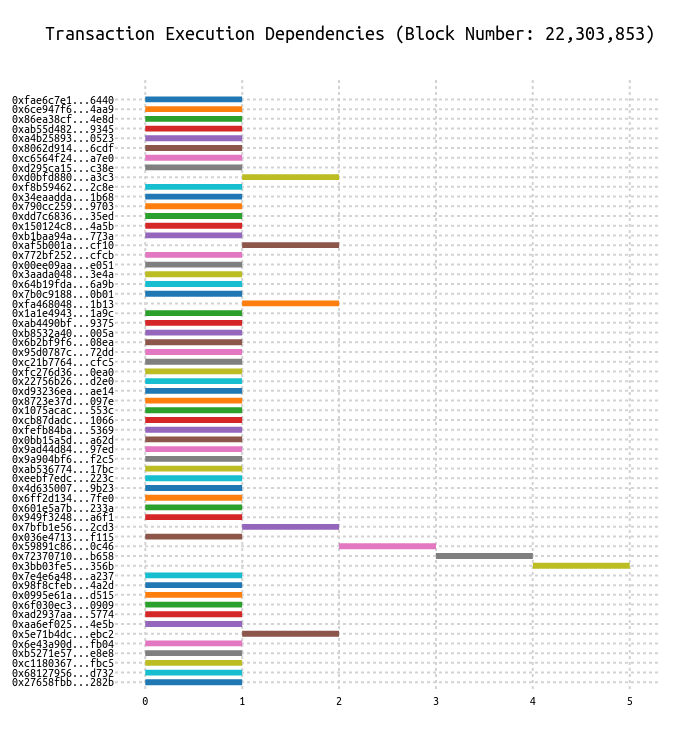 Transaction Execution Dependencies (Block Number: 22,303,853)
0xfae6c7e1...6440
0x6ce947f6...4aa9
0x86ea38cf...4e8d
0xab55d482...9345
0xa4b25893...0523
0x8062d914...6cdf
0xc6564f24...a7e0
0xd295ca15...c38e
0xd0bfd880...a3c3
0xf8b59462...2c8e
0x34eaadda...1b68
0x790cc259...9703
0xdd7c6836...35ed
0x150124c8...4a5b
0xb1baa94a...773a
0xaf5b001a...cf10
0x772bf252...cfcb
0x00ee09aa...e051
0x3aada048...3e4a
0x64b19fda...6a9b
0x7b0c9188...0b01
0xfa468048...1b13
0x1a1e4943...1a9c
0xab4490bf...9375
0xb8532a40...005a
0x6b2bf9f6...08ea
0x95d0787c...72dd
0xc21b7764...cfc5
0xfc276d36...0ea0
0x22756b26...d2e0
0xd93236ea...ae14
0x8723e37d...097e
0x1075acac...553c
0xcb87dadc...1066
0xfefb84ba...5369
0x0bb15a5d...a62d
0x9ad44d84...97ed
0x9a904bf6...f2c5
0xab536774...17bc
0xeebf7edc...223c
0x4d635007...9b23
0x6ff2d134...7fe0
0x601e5a7b...233a
0x949f3248...a6f1
0x7bfb1e56...2cd3
0x036e4713...f115
0x59891c86...0c46
0x72370710...b658
0x3bb03fe5...356b
0x7e4e6a48...a237
0x98f8cfeb...4a2d
0x0995e61a...d515
0x6f030ec3...0909
0xad2937aa...5774
0xaa6ef025...4e5b
0x5e71b4dc...ebc2
0x6e43a90d...fb04
0xb5271e57...e8e8
0xc1180367...fbc5
0x68127956...d732
0x27658fbb...282b
0 1 2 3 4 5